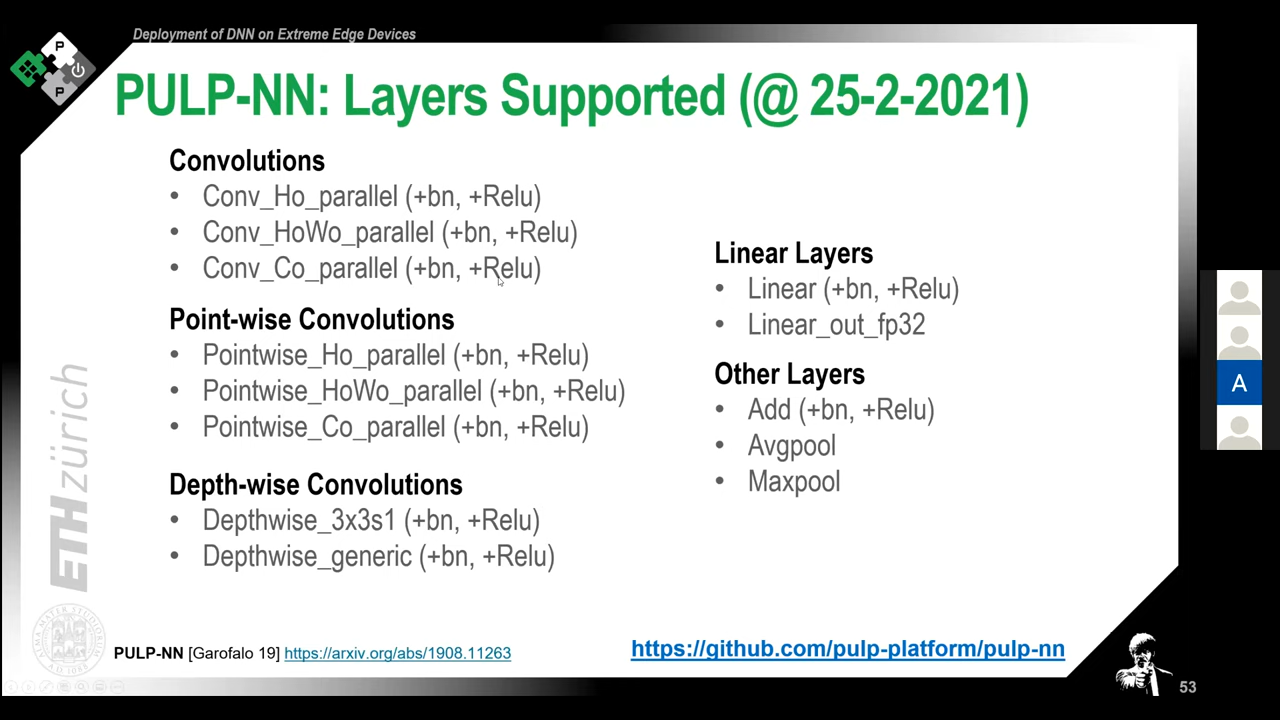 Deployment of DNN on Extreme Edge Devices
P
P
PULP-NN: Layers Supported (@ 25-2-2021)
Convolutions
• Conv_Ho_parallel (+bn, +Relu)
• Conv_HoWo_parallel (+bn, +Relu)
• Conv_Co_parallel (+bn, +Relu)
Point-wise Convolutions
• Pointwise_Ho_parallel (+bn, +Relu)
• Pointwise_HoWo_parallel (+bn, +Relu)
• Pointwise_Co_parallel (+bn, +Relu)
Depth-wise Convolutions
• Depthwise_3x3s1 (+bn, +Relu)
• Depthwise_generic (+bn, +Relu)
Linear Layers
• Linear (+bn, +Relu)
• Linear_out_fp32
Other Layers
• Add (+bn, +Relu)
• Avgpool
• Maxpool
A
ETHzürich
PULP-NN [Garofalo 19] https://arxiv.org/abs/1908.11263
https://github.com/pulp-platform/pulp-nn
53